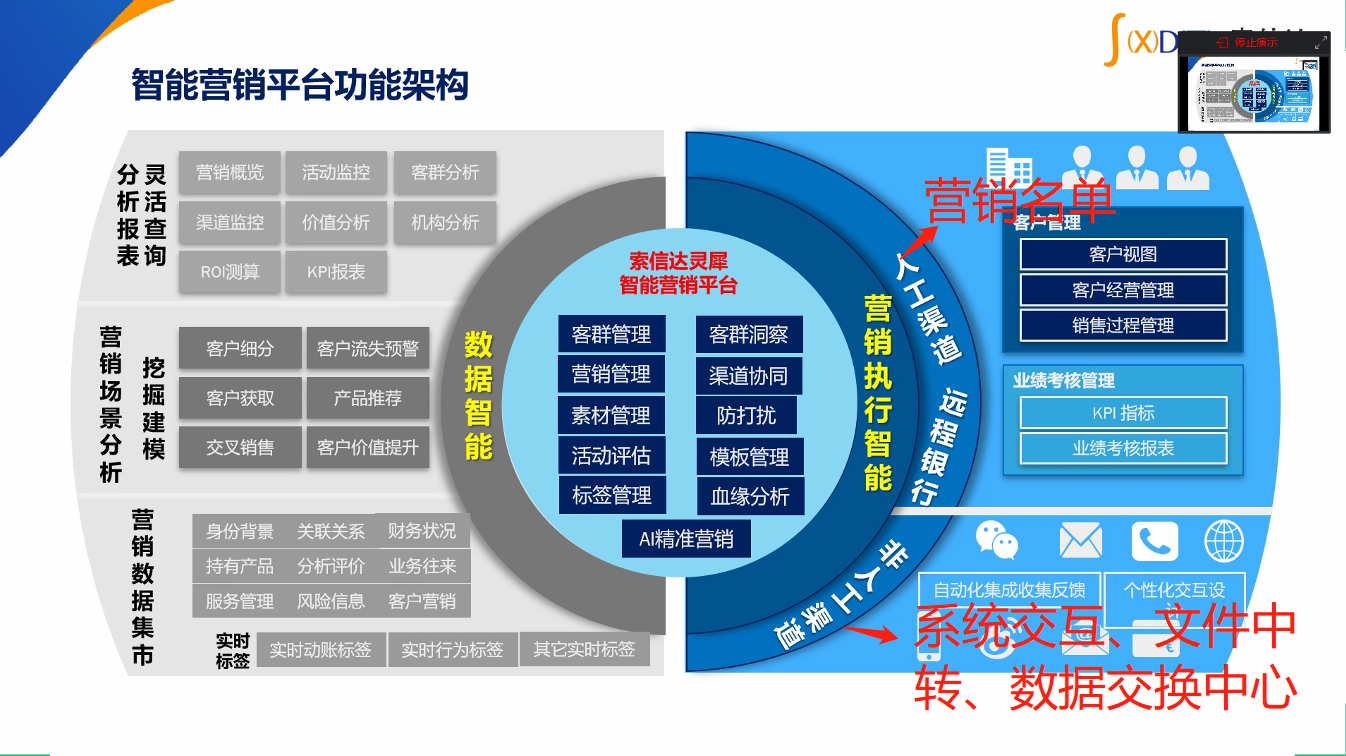 ∫(X)D
停止演示
智能营销平台功能架构
灵活查询
分析报表
营销概览 活动监控 客群分析
渠道监控 价值分析 机构分析
ROI测算 KPI报表
营销场景分析
挖掘建模
客户细分 客户流失预警
客户获取 产品推荐
交叉销售 客户价值提升
营销数据集市
身份背景 关联关系 财务状况
持有产品 分析评价 业务往来
服务管理 风险信息 客户营销
实时
标签
实时动账标签 实时行为标签 其它实时标签
数据智能
索信达灵犀
智能营销平台
客群管理 客群洞察
营销管理 渠道协同
素材管理 防打扰
活动评估 模板管理
标签管理 血缘分析
AI精准营销
营销执行智能
人工渠道 远程银行
非人工渠道
营销名单
客户管理
客户视图
客户经营管理
销售过程管理
业绩考核管理
KPI 指标
业绩考核报表
自动化集成收集反馈 个性化交互设
系统交互、文件中
转、数据交换中心